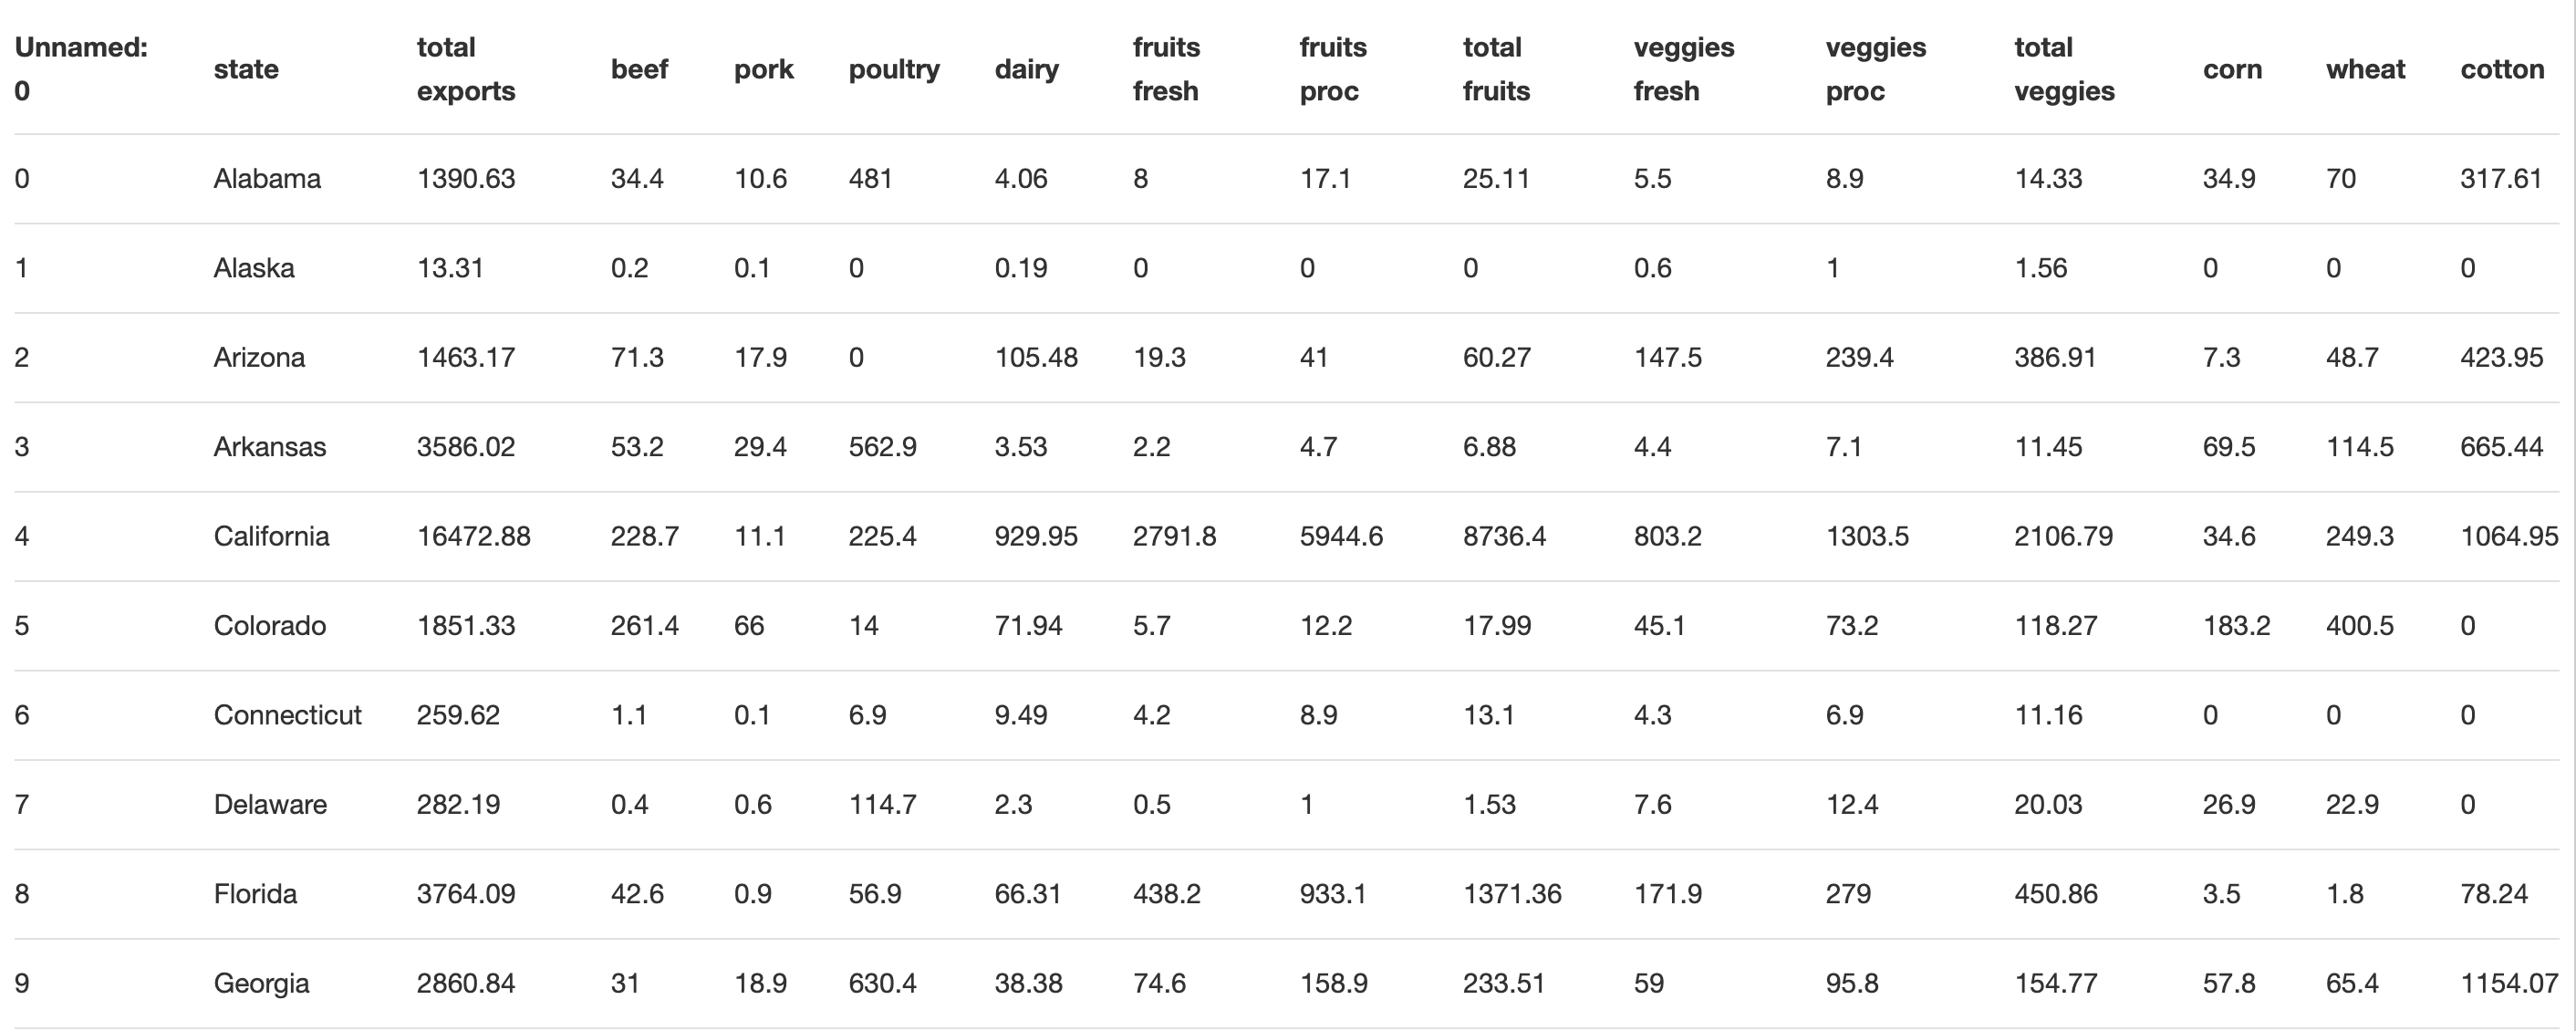 Unnamed: 0 state total exports beef pork poultry dairy fruits fresh fruits proc total fruits veggies fresh veggies proc total veggies corn wheat cotton
0 Alabama 1390.63 34.4 10.6 481 4.06 8 17.1 25.11 5.5 8.9 14.33 34.9 70 317.61
1 Alaska 13.31 0.2 0.1 0 0.19 0 0 0 0.6 1 1.56 0 0 0
2 Arizona 1463.17 71.3 17.9 0 105.48 19.3 41 60.27 147.5 239.4 386.91 7.3 48.7 423.95
3 Arkansas 3586.02 53.2 29.4 562.9 3.53 2.2 4.7 6.88 4.4 7.1 11.45 69.5 114.5 665.44
4 California 16472.88 228.7 11.1 225.4 929.95 2791.8 5944.6 8736.4 803.2 1303.5 2106.79 34.6 249.3 1064.95
5 Colorado 1851.33 261.4 66 14 71.94 5.7 12.2 17.99 45.1 73.2 118.27 183.2 400.5 0
6 Connecticut 259.62 1.1 0.1 6.9 9.49 4.2 8.9 13.1 4.3 6.9 11.16 0 0 0
7 Delaware 282.19 0.4 0.6 114.7 2.3 0.5 1 1.53 7.6 12.4 20.03 26.9 22.9 0
8 Florida 3764.09 42.6 0.9 56.9 66.31 438.2 933.1 1371.36 171.9 279 450.86 3.5 1.8 78.24
9 Georgia 2860.84 31 18.9 630.4 38.38 74.6 158.9 233.51 59 95.8 154.77 57.8 65.4 1154.07